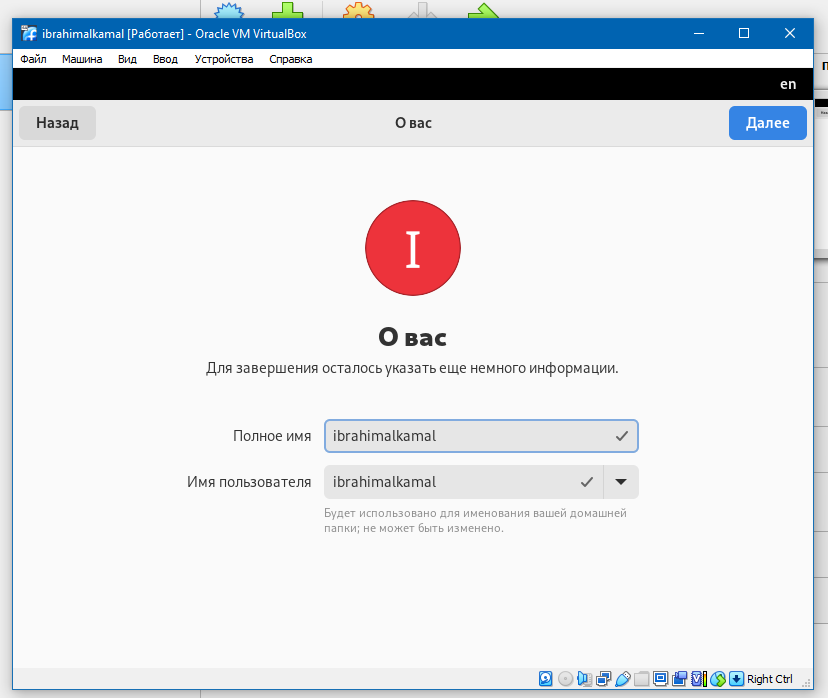 ibrahimalkamal [Работает] - Oracle VM VirtualBox
Файл Машина Вид Ввод Устройства Справка
en
Назад О вас Далее
I
О вас
Для завершения осталось указать еще немного информации.
Полное имя ibrahimalkamal
Имя пользователя ibrahimalkamal
Будет использовано для именования вашей домашней
папки; не может быть изменено.
Right Ctrl